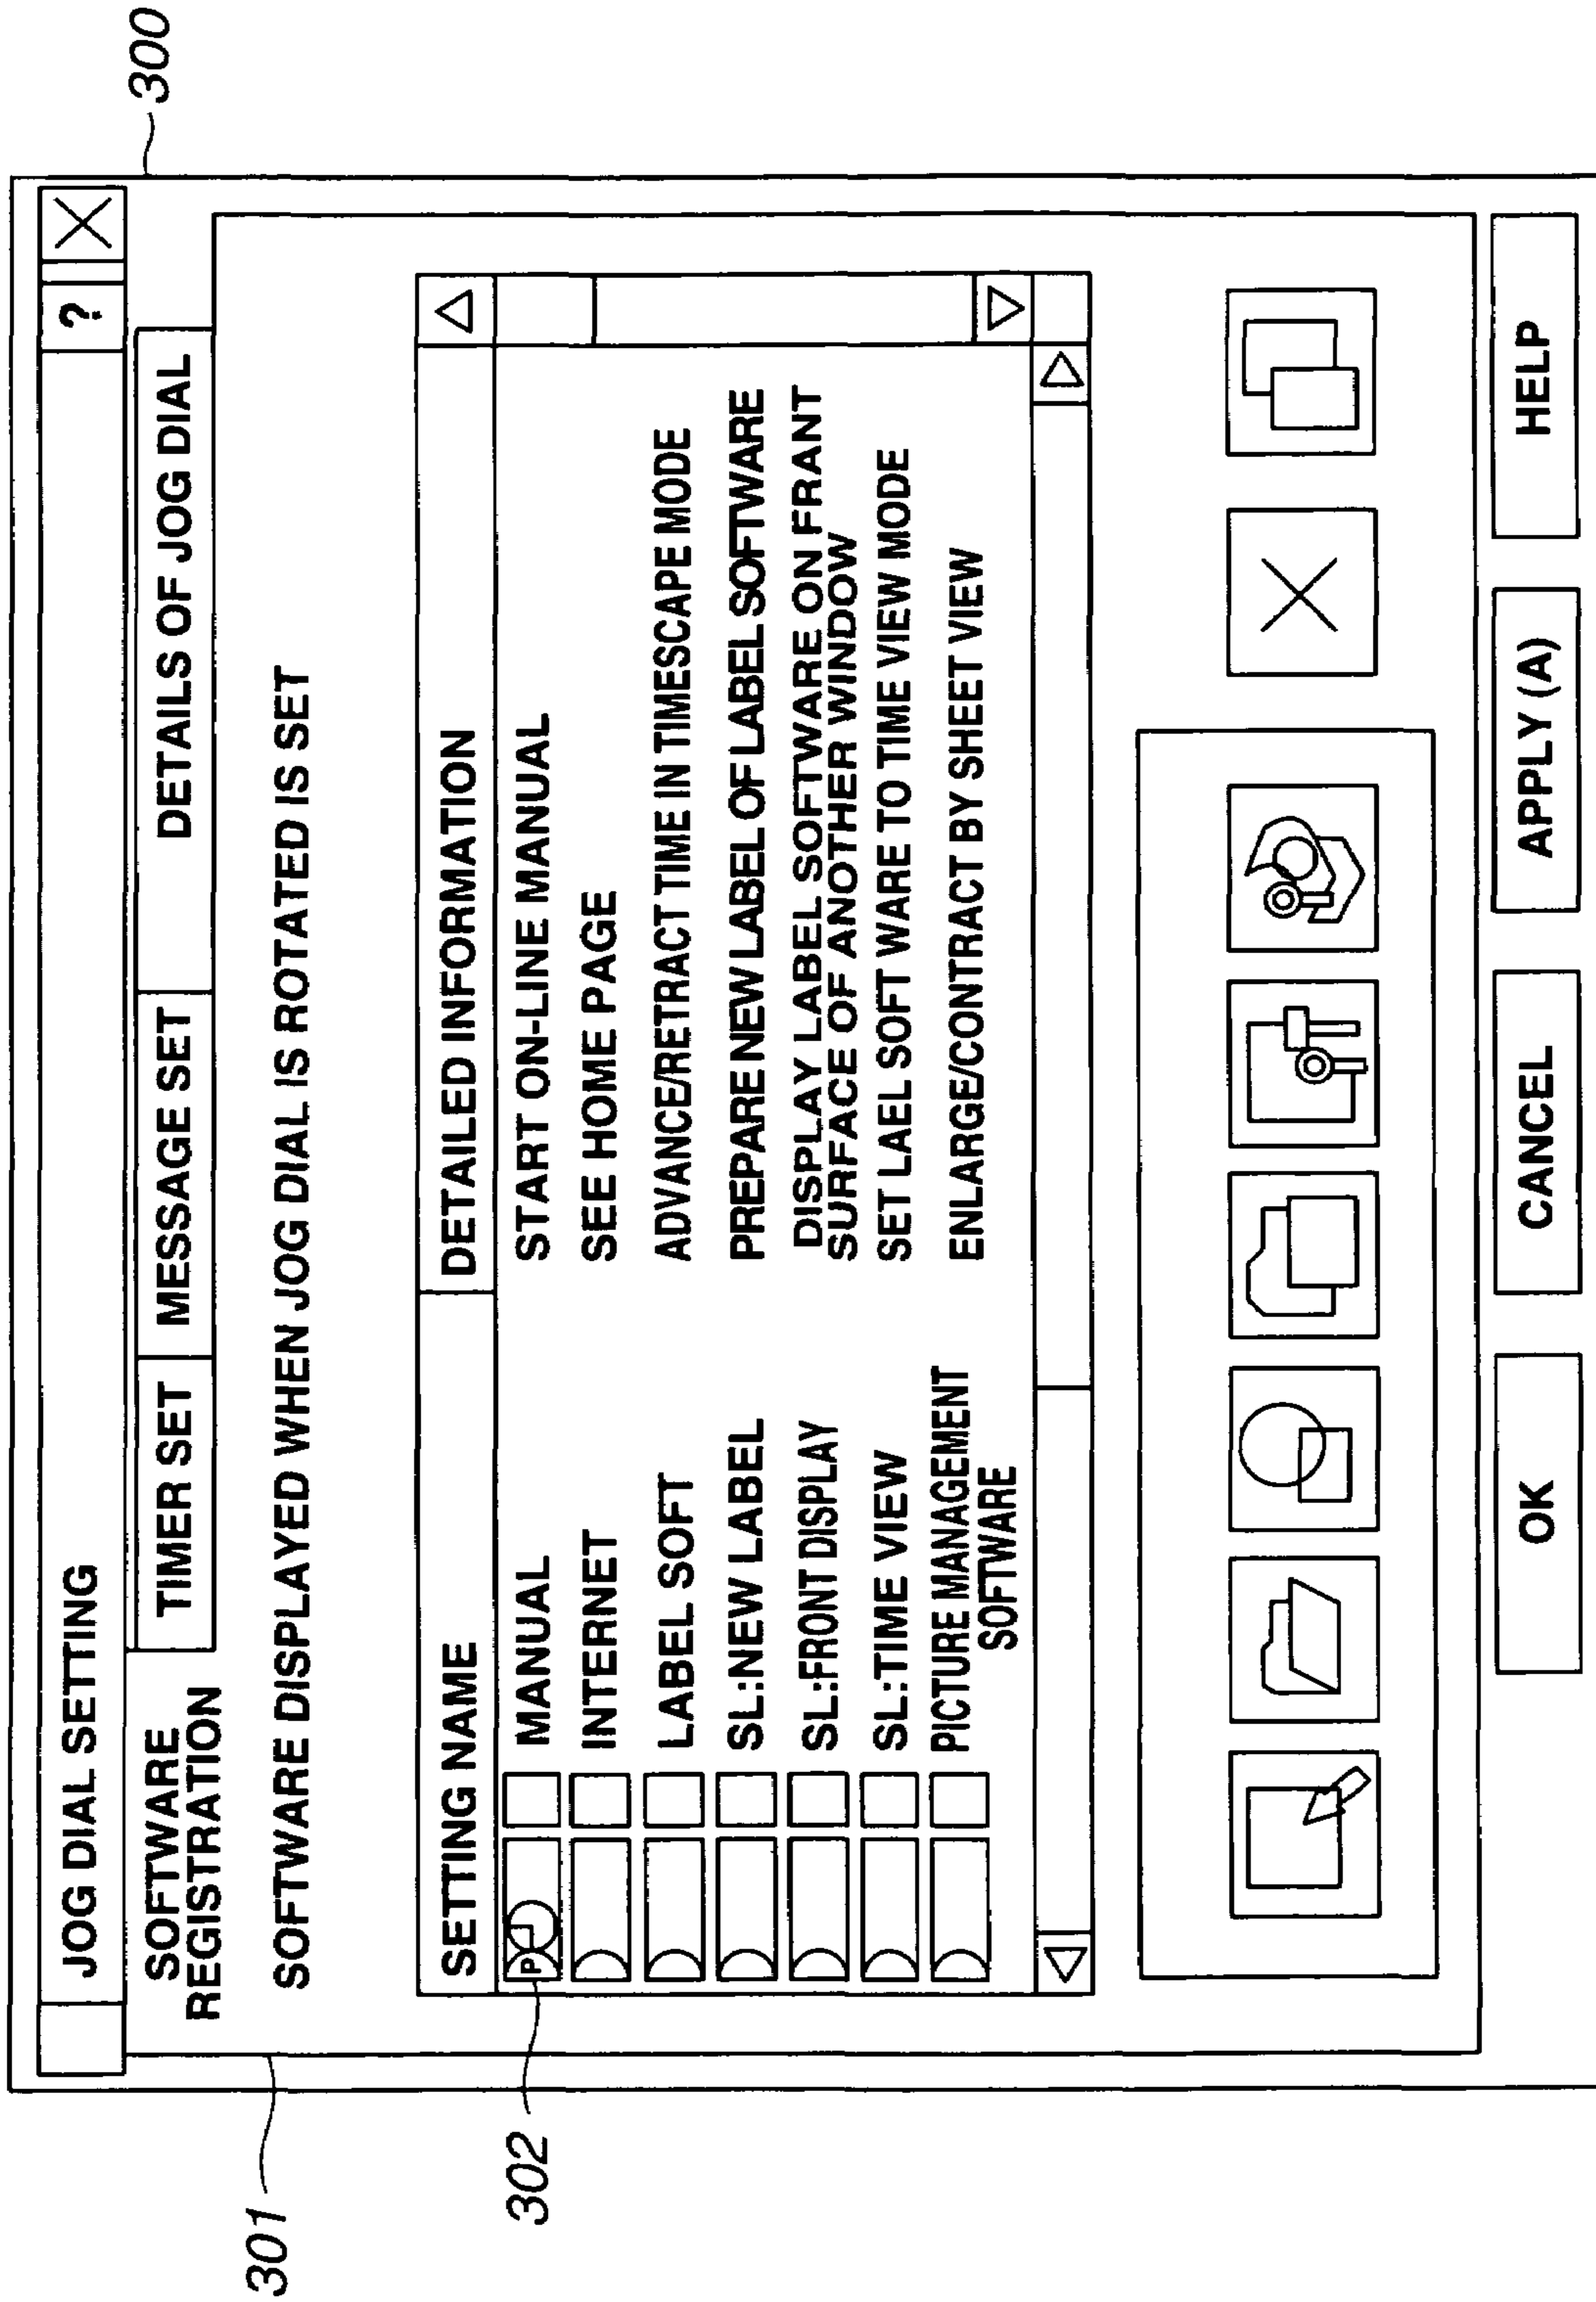 300
JOG DIAL SETTING
?
SOFTWARE
REGISTRATION
TIMER SET
MESSAGE SET
DETAILS OF JOG DIAL
301
SOFTWARE DISPLAYED WHEN JOG DIAL IS ROTATED IS SET
SETTING NAME
DETAILED INFORMATION
302
P
MANUAL
START ON-LINE MANUAL
INTERNET
SEE HOME PAGE
LABEL SOFT
ADVANCE/RETRACT TIME IN TIMESCAPE MODE
SL:NEW LABEL
PREPARE NEW LABEL OF LABEL SOFTWARE
SL:FRONT DISPLAY
DISPLAY LABEL SOFTWARE ON FRANT
SURFACE OF ANOTHER WINDOW
SL:TIME VIEW
SET LAEL SOFT WARE TO TIME VIEW MODE
PICTURE MANAGEMENT
SOFTWARE
ENLARGE/CONTRACT BY SHEET VIEW
OK
CANCEL
APPLY (A)
HELP